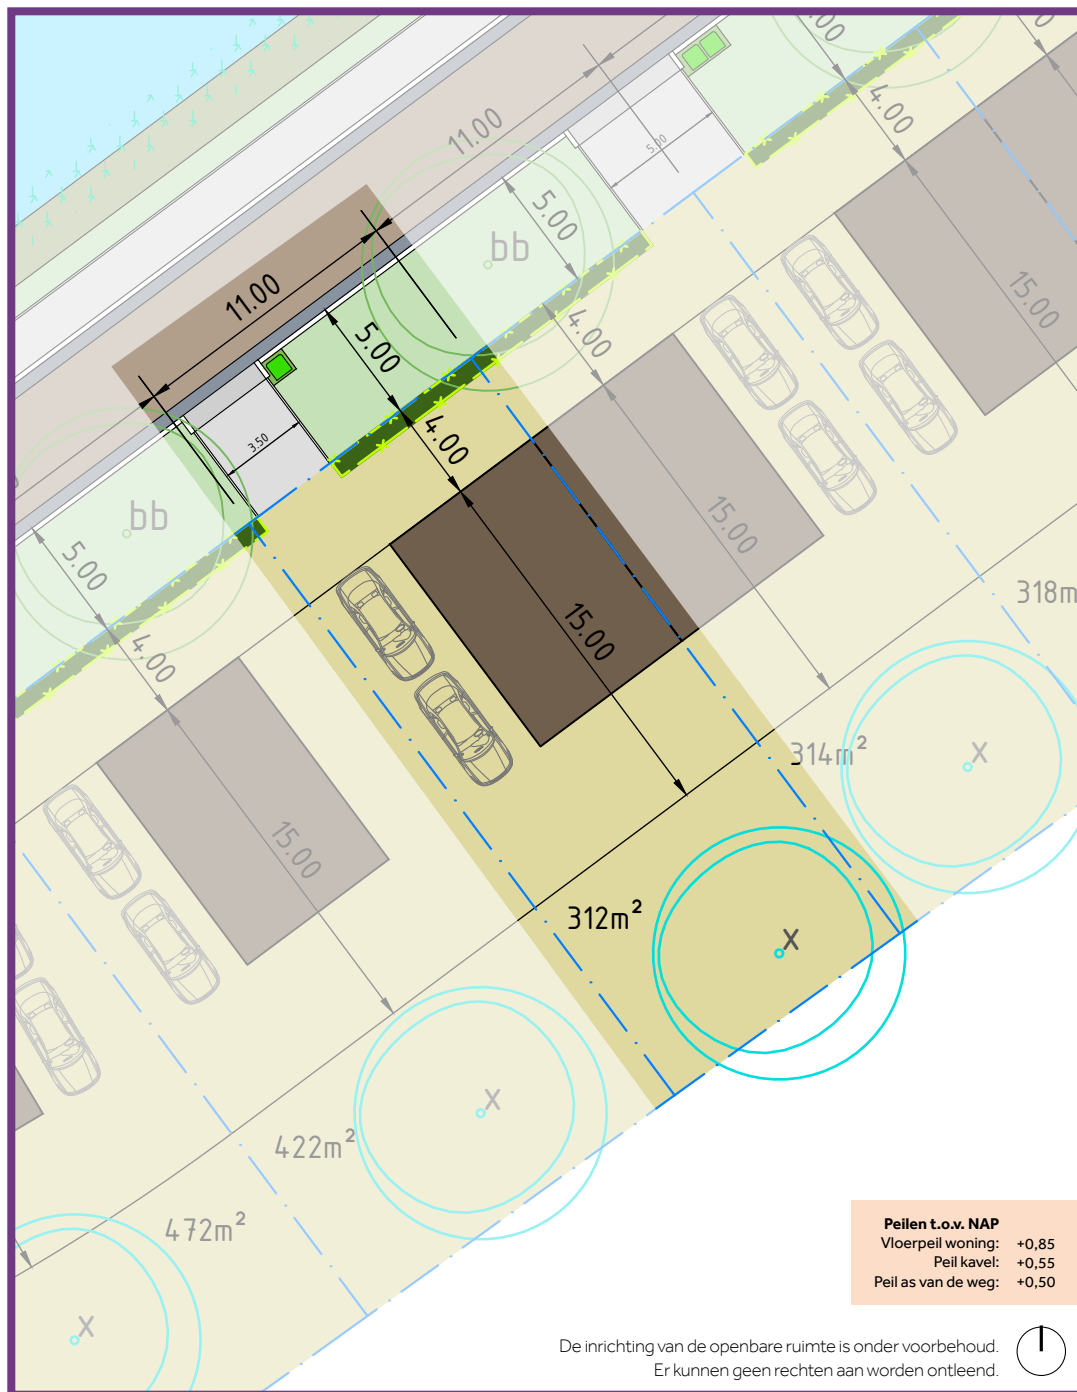 5.00
4.00
11.00
5.00
5.00
4.00
bb
4.00
15.00
11.00
5.00
4.00
3.50
bb
15.00
15.00
318m
5.00
4.00
314m²
X
15.00
312m²
X
X
422m²
472m²
X
Peilen t.o.v. NAP
Vloerpeil woning: +0,85
Peil kavel: +0,55
Peil as van de weg: +0,50
De inrichting van de openbare ruimte is onder voorbehoud.
Er kunnen geen rechten aan worden ontleend.